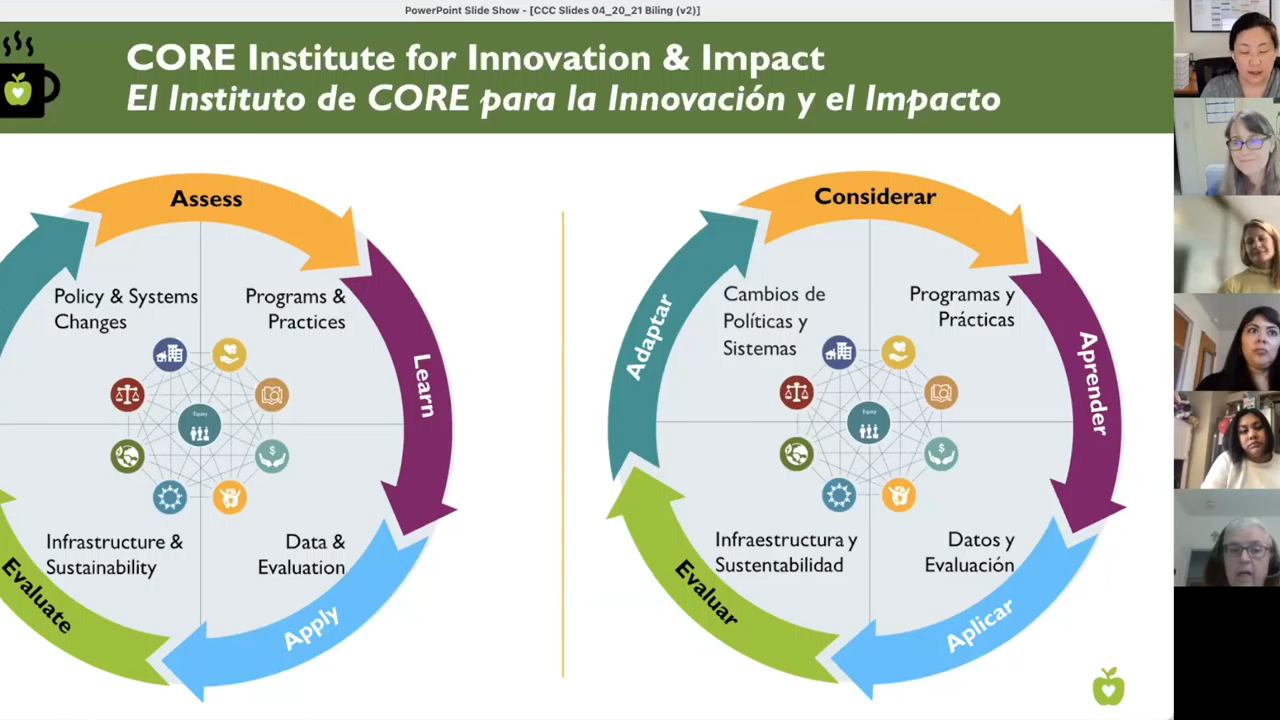 PowerPoint Slide Show - [CCC Slides 04_20_21 Biling (v2)]
CORE Institute for Innovation & Impact
El Instituto de CORE para la Innovación y el Impacto
Assess
Learn
Apply
Evaluate
Policy & Systems
Changes
Programs &
Practices
Equity
$
Infrastructure &
Sustainability
Data &
Evaluation
Considerar
Aprender
Aplicar
Evaluar
Adaptar
Cambios de
Políticas y
Sistemas
Programas y
Prácticas
Equity
$
Infraestructura y
Sustentabilidad
Datos y
Evaluación